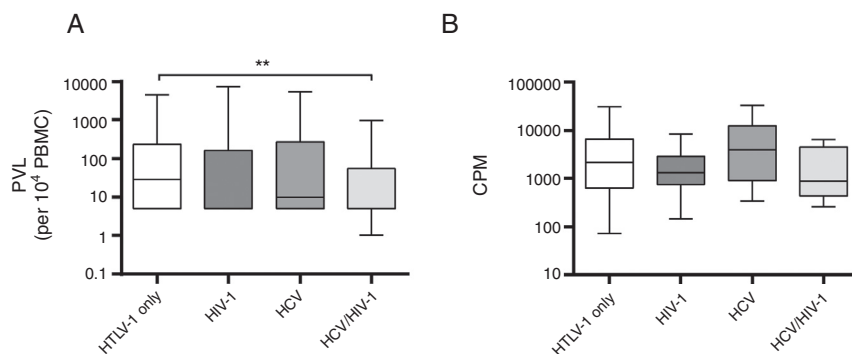 A
**
10000
1000
100
10
1
0.1
PVL
(per 10⁴ PBMC)
HTLV-1 only
HIV-1
HCV
HCV/HIV-1
B
100000
10000
1000
100
10
CPM
HTLV-1 only
HIV-1
HCV
HCV/HIV-1